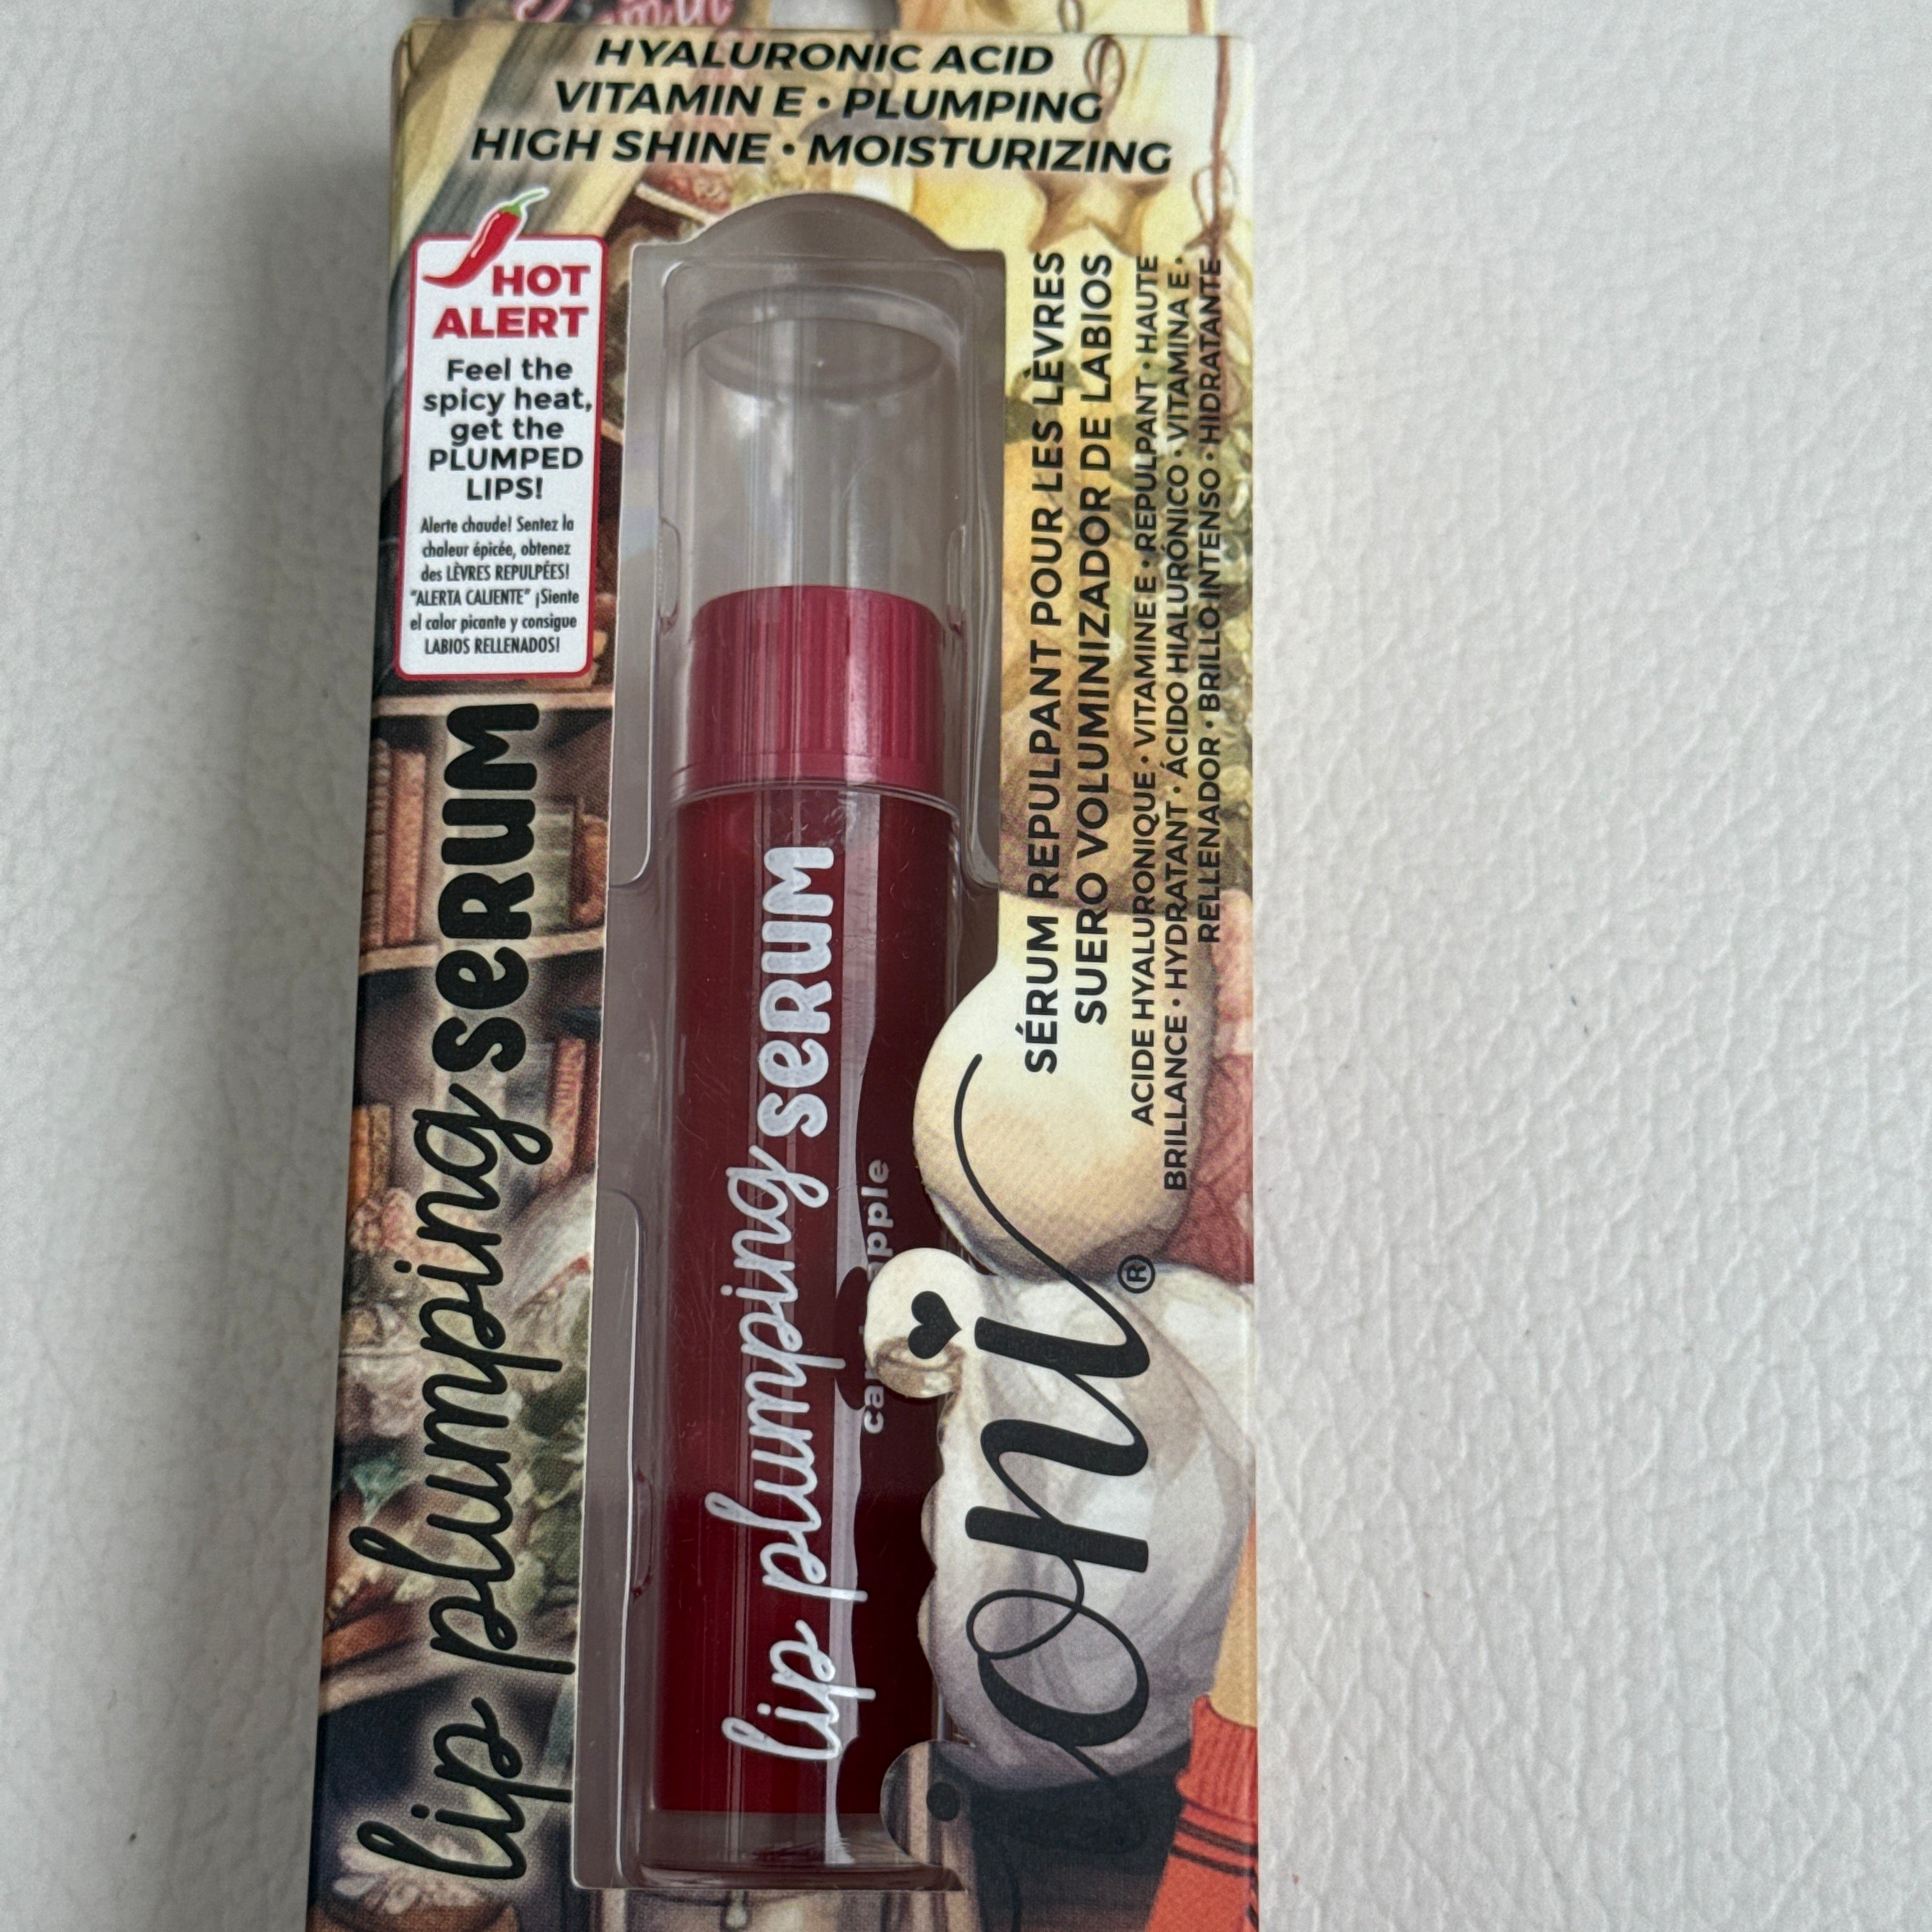 HYALURONIC ACID
VITAMIN E • PLUMPING
HIGH SHINE • MOISTURIZING
HOT
ALERT
Feel the
spicy heat,
get the
PLUMPED
LIPS!
Alerte chaude! Sentez la
chaleur épicée, obtenez
des LÈVRES REPULPÉES!
"ALERTA CALIENTE" ¡Siente
el calor picante y consigue
LABIOS RELLENADOS!
lip plumping serum
lip plumping serum
SÉRUM REPULPANT POUR LES LÈVRES
SUERO VOLUMINIZADOR DE LABIOS
ACIDE HYALURONIQUE • VITAMINE E • REPULPANT • HAUTE
BRILLANCE • HYDRATANT • ÁCIDO HIALURÓNICO • VITAMINA E •
RELLENADOR • BRILLO INTENSO • HIDRATANTE
®